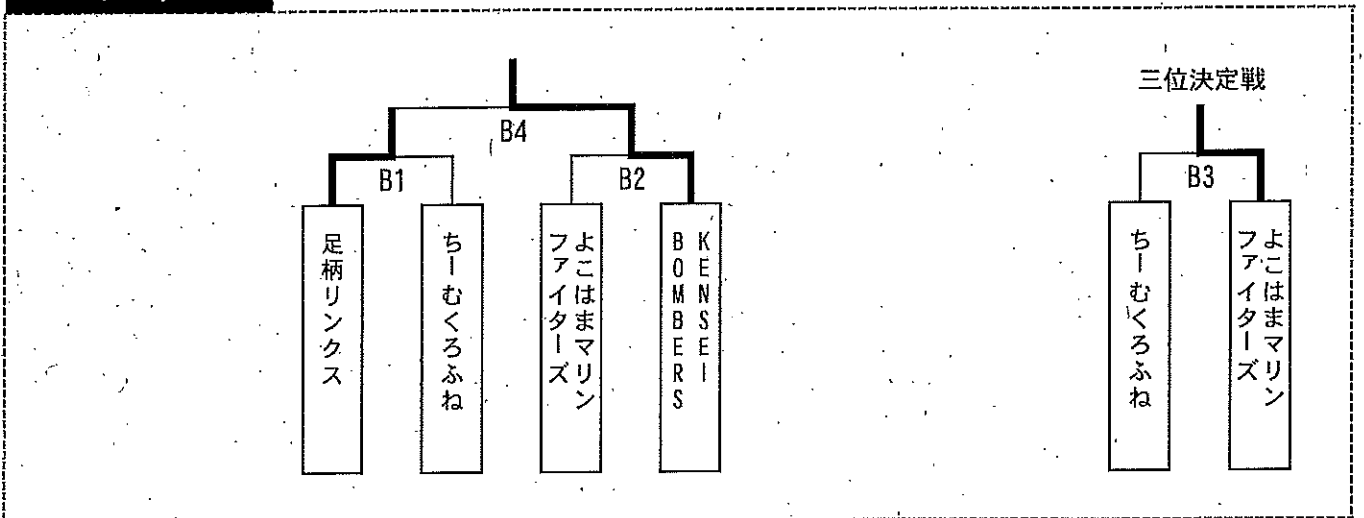 三位決定戦
B4
B1
B2
B3
足柄リンクス
ちーむくろふね
よこはまマリン
ファイターズ
KENSEI
BOMBERS
ちーむくろふね
よこはまマリン
ファイターズ